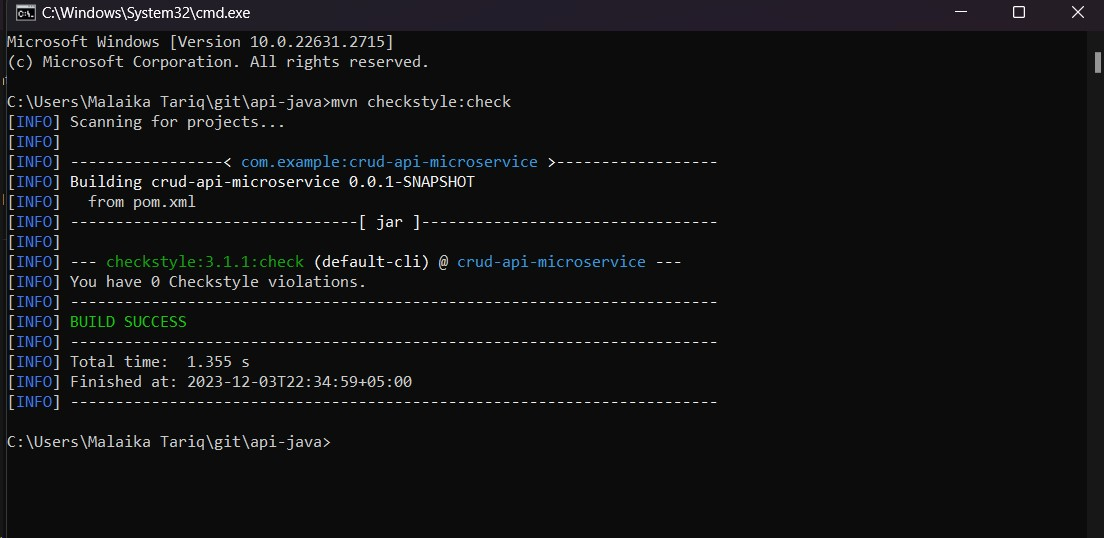 C:\Windows\System32\cmd.exe
Microsoft Windows [Version 10.0.22631.2715]
(c) Microsoft Corporation. All rights reserved.
C:\Users\Malaika Tariq\git\api-java>mvn checkstyle:check
[INFO] Scanning for projects...
[INFO]
[INFO] -----------------< com.example:crud-api-microservice >------------------
[INFO] Building crud-api-microservice 0.0.1-SNAPSHOT
[INFO]   from pom.xml
[INFO] --------------------------------[ jar ]---------------------------------
[INFO]
[INFO] --- checkstyle:3.1.1:check (default-cli) @ crud-api-microservice ---
[INFO] You have 0 Checkstyle violations.
[INFO] ------------------------------------------------------------------------
[INFO] BUILD SUCCESS
[INFO] ------------------------------------------------------------------------
[INFO] Total time:  1.355 s
[INFO] Finished at: 2023-12-03T22:34:59+05:00
[INFO] ------------------------------------------------------------------------
C:\Users\Malaika Tariq\git\api-java>